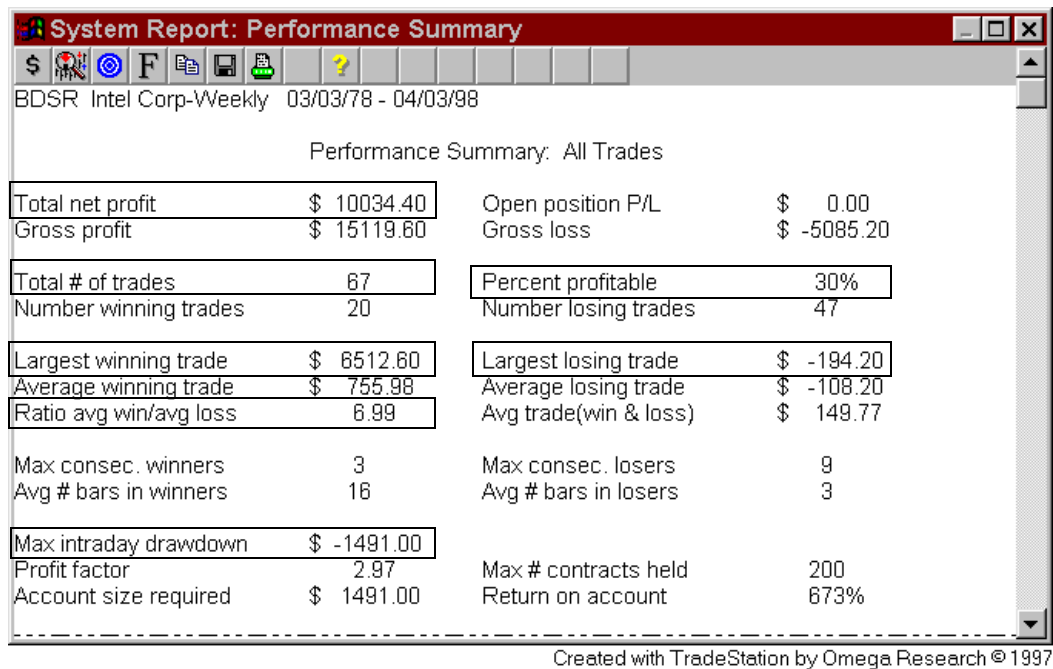 System Report: Performance Summary
$ F ?
BDSR Intel Corp-Weekly 03/03/78 - 04/03/98
Performance Summary: All Trades
Total net profit $ 10034.40 Open position P/L $ 0.00
Gross profit $ 15119.60 Gross loss $ -5085.20
Total # of trades 67 Percent profitable 30%
Number winning trades 20 Number losing trades 47
Largest winning trade $ 6512.60 Largest losing trade $ -194.20
Average winning trade $ 755.98 Average losing trade $ -108.20
Ratio avg win/avg loss 6.99 Avg trade(win & loss) $ 149.77
Max consec. winners 3 Max consec. losers 9
Avg # bars in winners 16 Avg # bars in losers 3
Max intraday drawdown $ -1491.00
Profit factor 2.97 Max # contracts held 200
Account size required $ 1491.00 Return on account 673%
Created with TradeStation by Omega Research © 1997